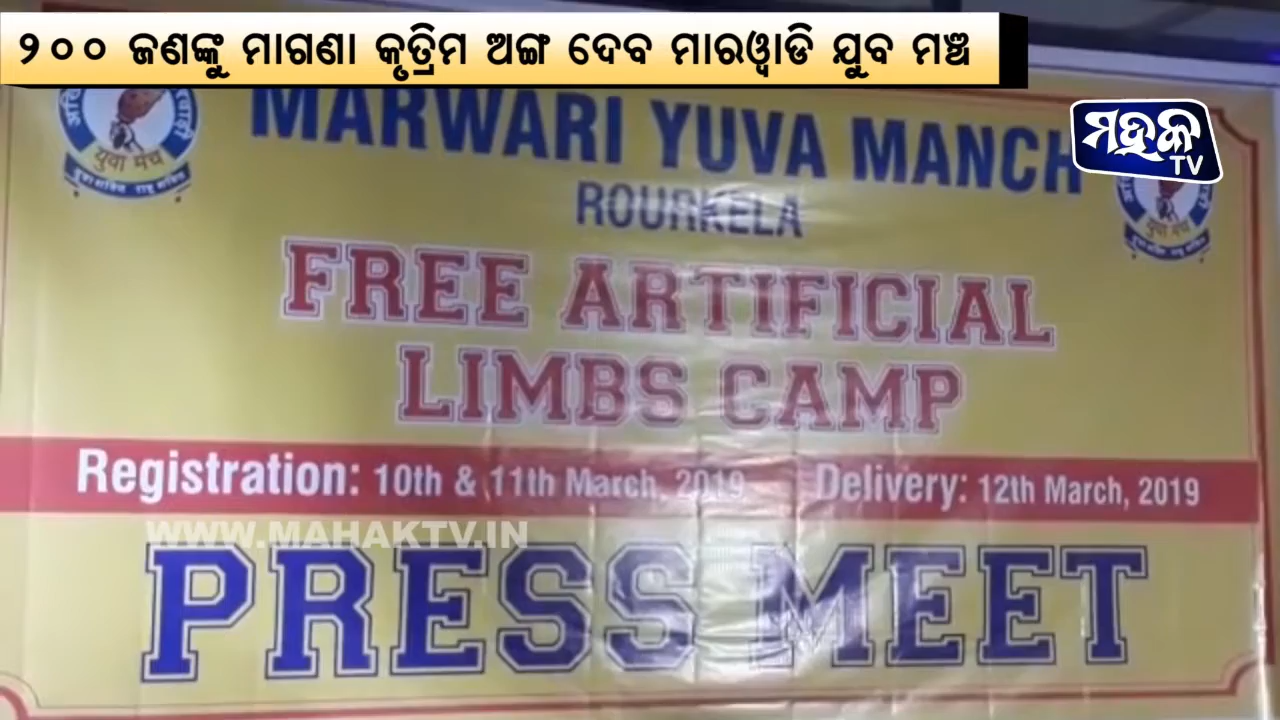 ୨୦୦ ଜଣଙ୍କୁ ମାଗଣା କୃତ୍ରିମ ଅଙ୍ଗ ଦେବ ମାରୱାଡି ଯୁବ ମଞ୍ଚ
ମହକ
TV
MARWARI YUVA MANCH
युवा मंच
ROURKELA
FREE ARTIFICIAL
LIMBS CAMP
Registration: 10th & 11th March, 2019 Delivery: 12th March, 2019
WWW.MAHAKTV.IN
PRESS MEET